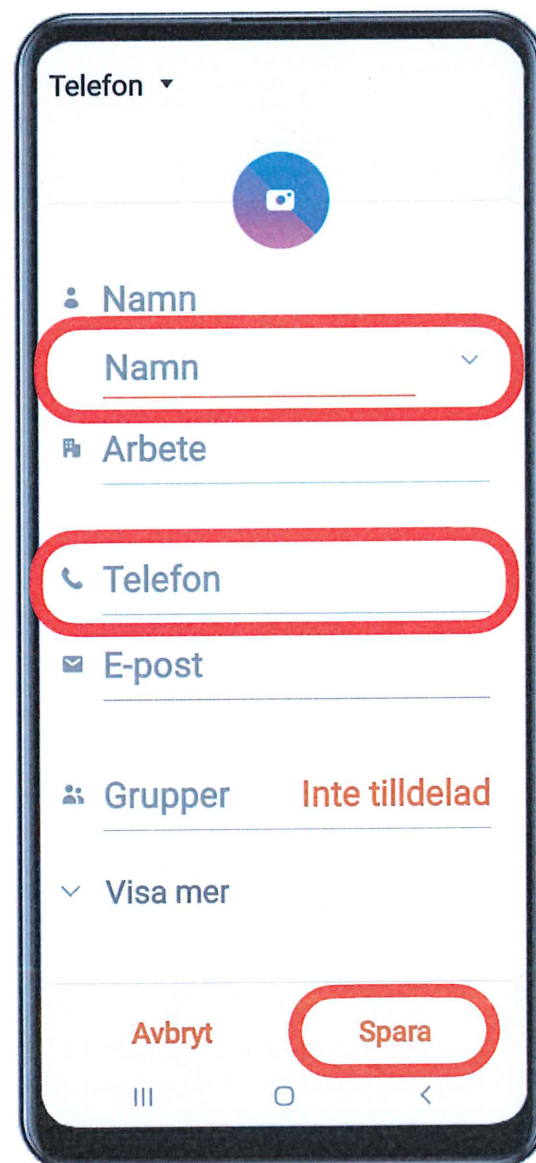 Telefon
Namn
Namn
Arbete
Telefon
E-post
Grupper Inte tilldelad
Visa mer
Avbryt Spara